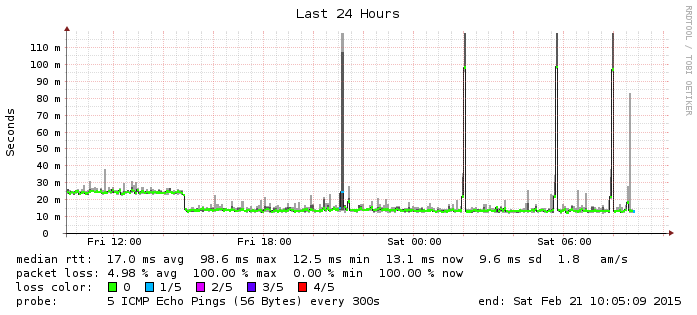 Last 24 Hours
RRDTOOL / TOBI OETIKER
Seconds
110 m
100 m
90 m
80 m
70 m
60 m
50 m
40 m
30 m
20 m
10 m
0
Fri 12:00 Fri 18:00 Sat 00:00 Sat 06:00
median rtt: 17.0 ms avg 98.6 ms max 12.5 ms min 13.1 ms now 9.6 ms sd 1.8 am/s
packet loss: 4.98 % avg 100.00 % max 0.00 % min 100.00 % now
loss color: 0 1/5 2/5 3/5 4/5
probe: 5 ICMP Echo Pings (56 Bytes) every 300s end: Sat Feb 21 10:05:09 2015